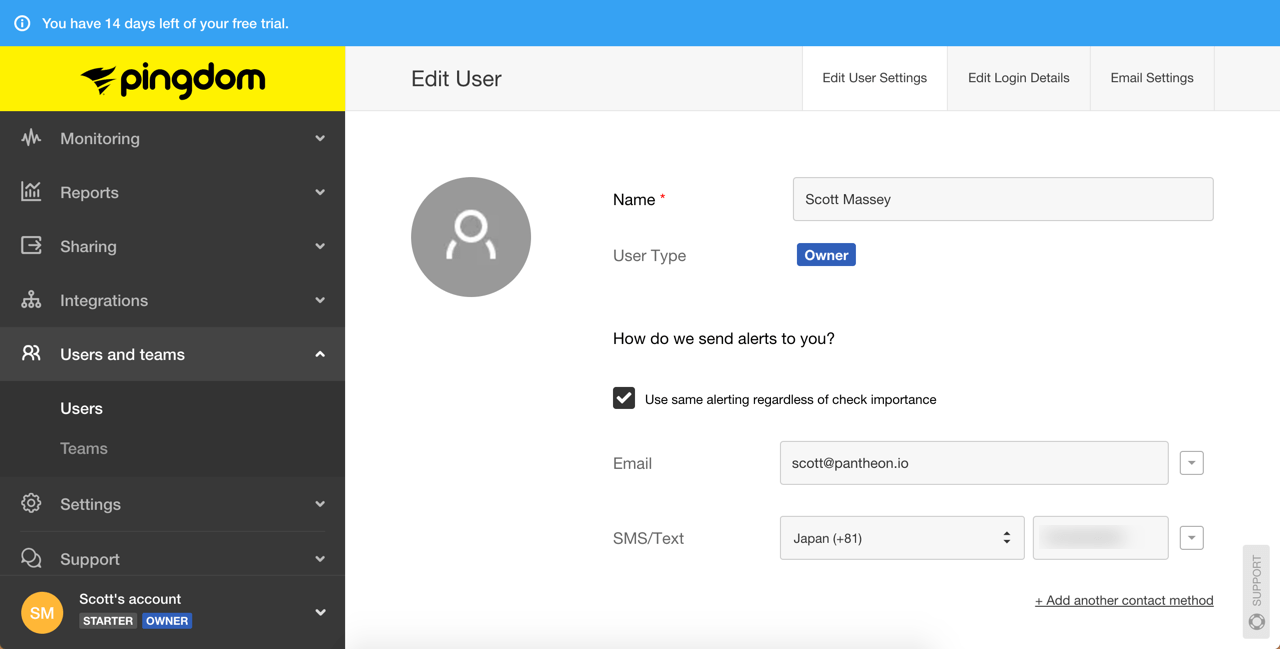 You have 14 days left of your free trial.
pingdom
Edit User
Edit User Settings
Edit Login Details
Email Settings
Monitoring
Reports
Sharing
Integrations
Users and teams
Users
Teams
Settings
Support
SM
Scott's account
STARTER OWNER
Name *
Scott Massey
User Type
Owner
How do we send alerts to you?
Use same alerting regardless of check importance
Email
scott@pantheon.io
SMS/Text
Japan (+81)
+ Add another contact method
SUPPORT